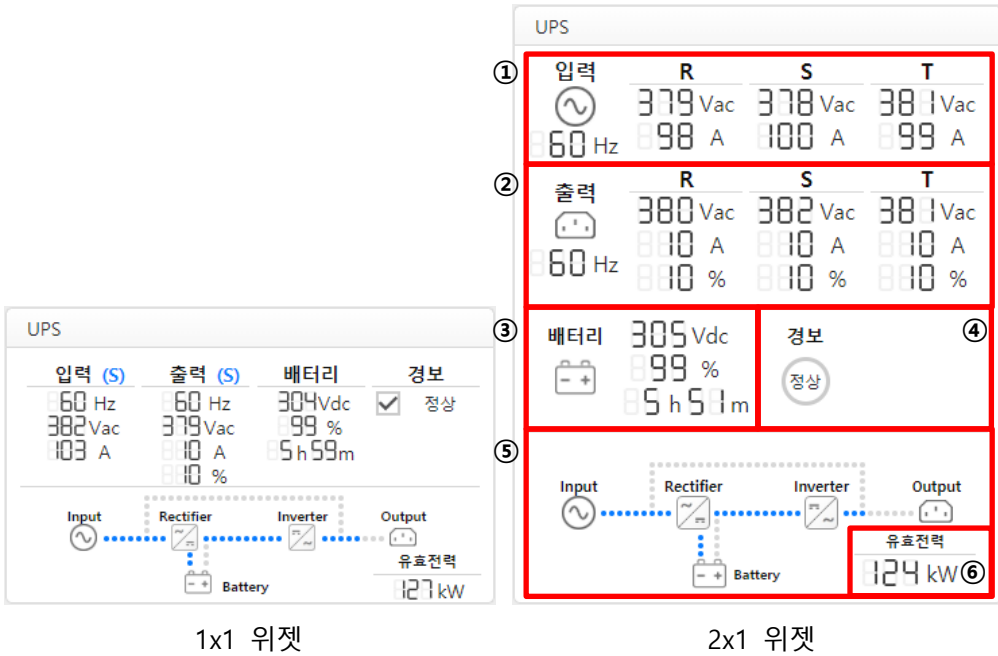 UPS
입력 (S) 출력 (S) 배터리 경보
60 Hz 60 Hz 304Vdc 정상
382Vac 379Vac 99 %
103 A 10 A 5h59m
10 %
Input Rectifier Inverter Output
Battery
유효전력
127 kW
1x1 위젯
UPS
① 입력 R S T
379 Vac 378 Vac 381 Vac
60 Hz 98 A 100 A 99 A
② 출력 R S T
380 Vac 382 Vac 381 Vac
60 Hz 10 A 10 A 10 A
10 % 10 % 10 %
③ 배터리 305 Vdc
99 %
5 h 51 m
경보 ④
정상
⑤
Input Rectifier Inverter Output
Battery
유효전력
124 kW ⑥
2x1 위젯